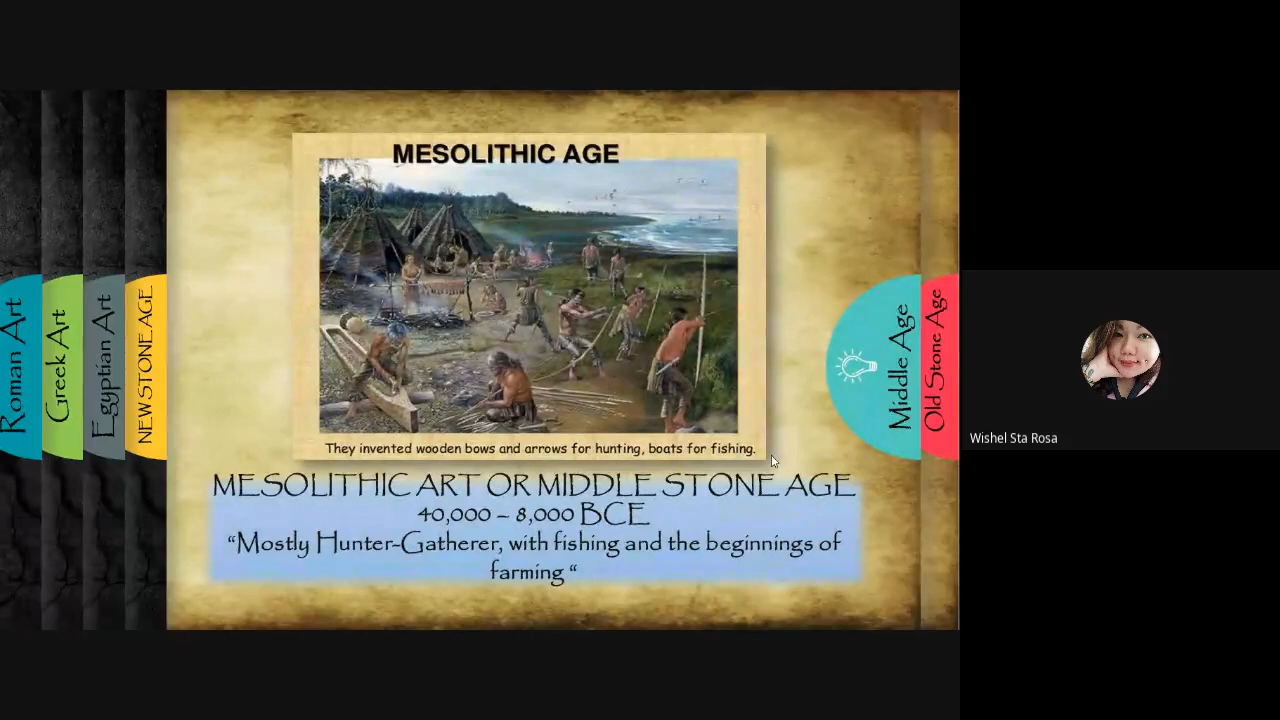 Roman Art
Greek Art
Egyptian Art
NEW STONE AGE
MESOLITHIC AGE
They invented wooden bows and arrows for hunting, boats for fishing.
MESOLITHIC ART OR MIDDLE STONE AGE
40,000 – 8,000 BCE
“Mostly Hunter-Gatherer, with fishing and the beginnings of
farming “
Middle Age
Old Stone Age
Wishel Sta Rosa